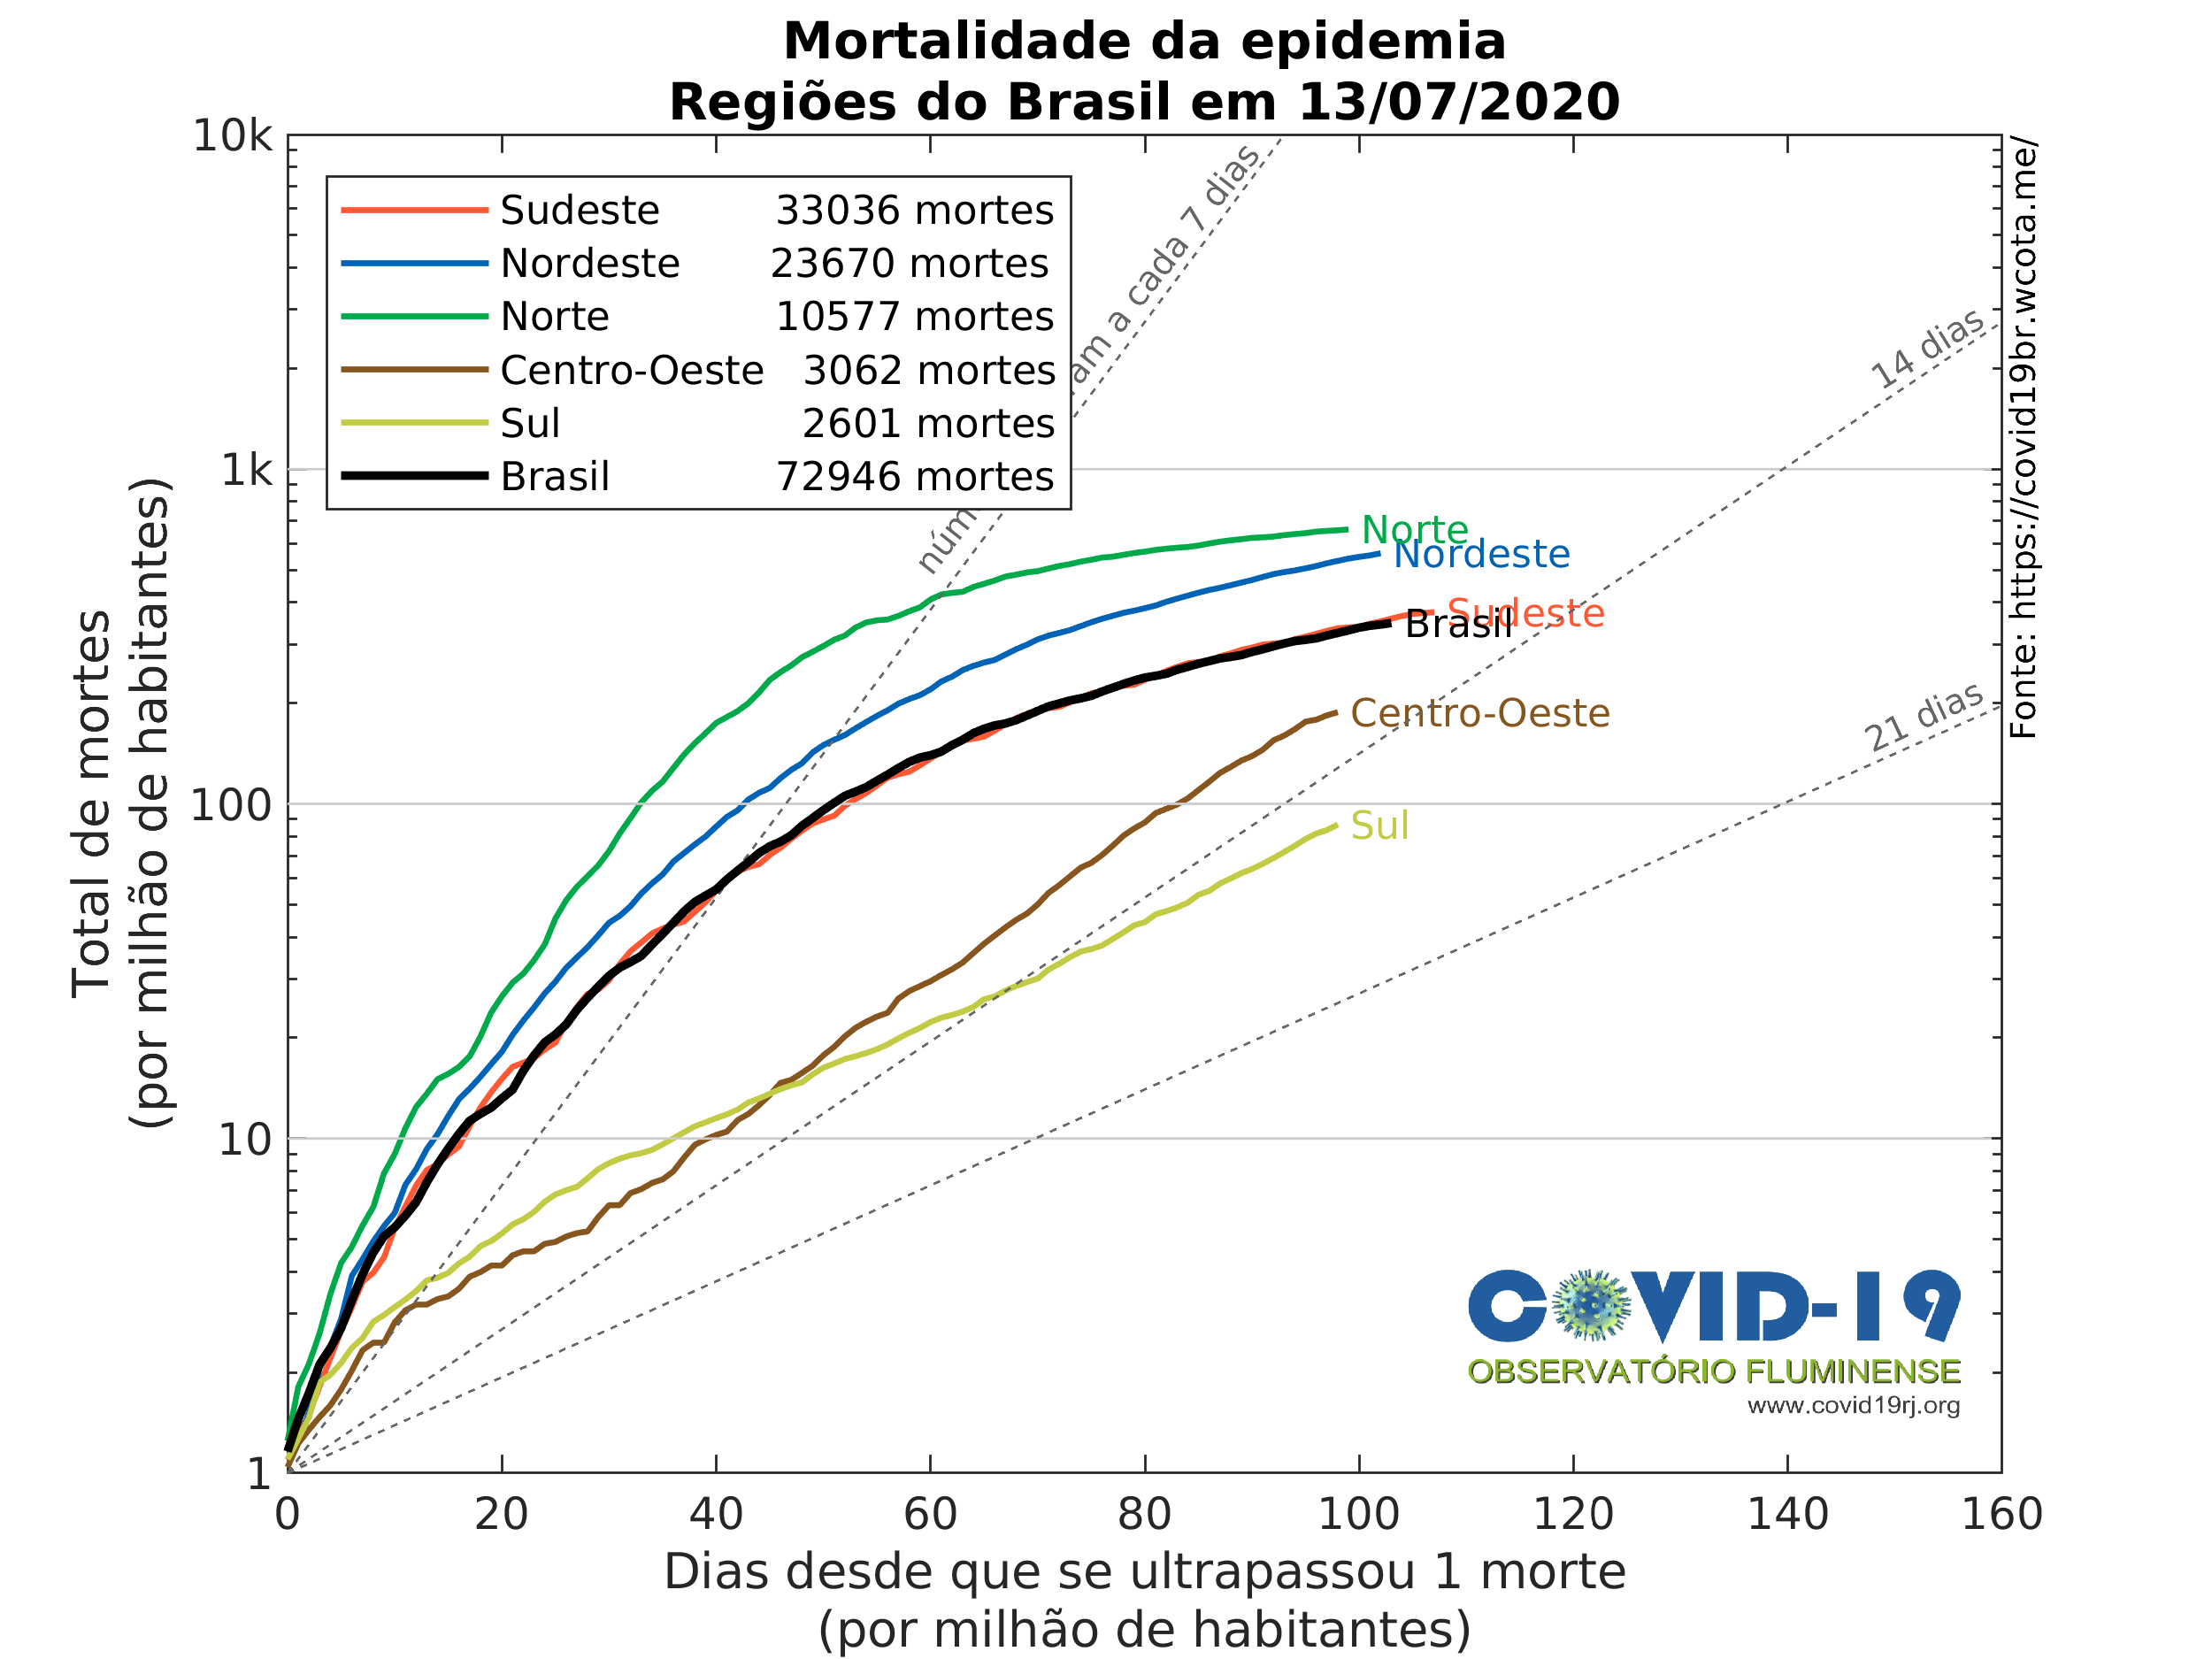 Mortalidade da epidemia
Regiões do Brasil em 13/07/2020
Total de mortes
(por milhão de habitantes)
10k
1k
100
10
1
Sudeste 33036 mortes
Nordeste 23670 mortes
Norte 10577 mortes
Centro-Oeste 3062 mortes
Sul 2601 mortes
Brasil 72946 mortes
am a cada 7 dias
14 dias
21 dias
Norte
Nordeste
Sudeste
Brasil
Centro-Oeste
Sul
Fonte: https://covid19br.wcota.me/
COVID-19
OBSERVATÓRIO FLUMINENSE
www.covid19rj.org
0 20 40 60 80 100 120 140 160
Dias desde que se ultrapassou 1 morte
(por milhão de habitantes)